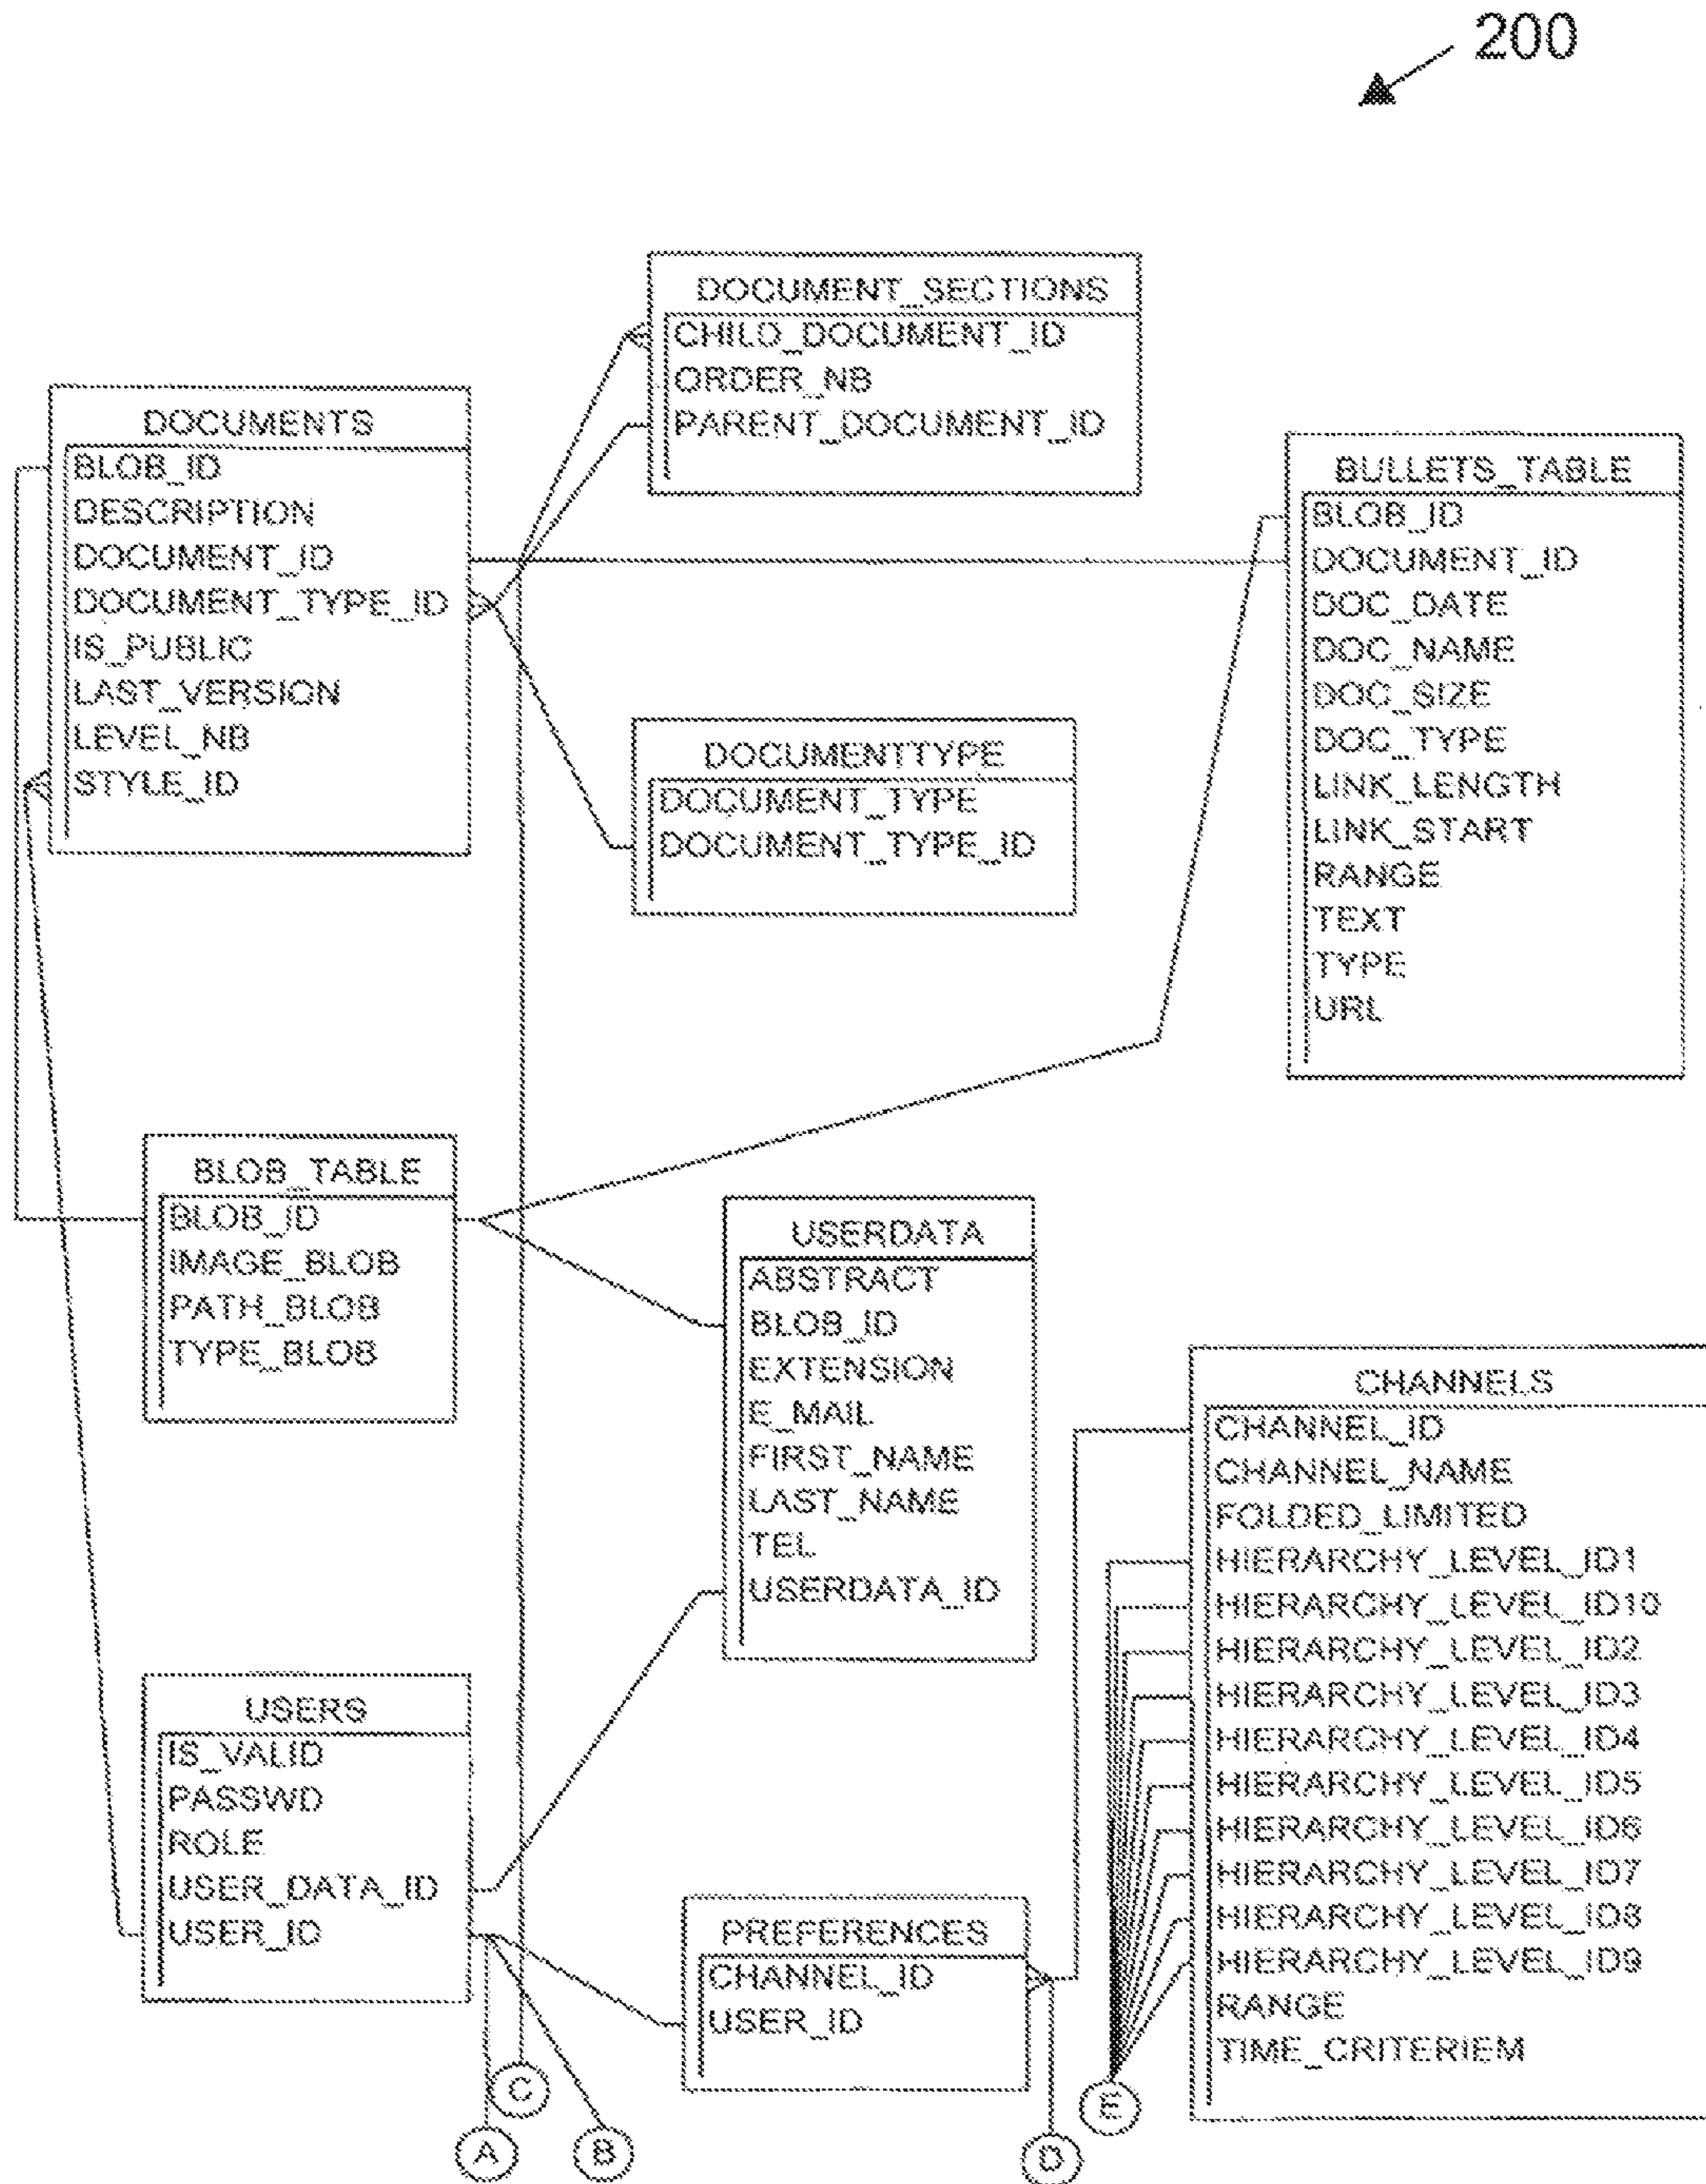 200
DOCUMENT_SECTIONS
CHILD_DOCUMENT_ID
ORDER_NB
PARENT_DOCUMENT_ID
DOCUMENTS
BLOB_ID
DESCRIPTION
DOCUMENT_ID
DOCUMENT_TYPE_ID
IS_PUBLIC
LAST_VERSION
LEVEL_NB
STYLE_ID
BULLETS_TABLE
BLOB_ID
DOCUMENT_ID
DOC_DATE
DOC_NAME
DOC_SIZE
DOC_TYPE
LINK_LENGTH
LINK_START
RANGE
TEXT
TYPE
URL
DOCUMENTTYPE
DOCUMENT_TYPE
DOCUMENT_TYPE_ID
BLOB_TABLE
BLOB_ID
IMAGE_BLOB
PATH_BLOB
TYPE_BLOB
USERDATA
ABSTRACT
BLOB_ID
EXTENSION
E_MAIL
FIRST_NAME
LAST_NAME
TEL
USERDATA_ID
CHANNELS
CHANNEL_ID
CHANNEL_NAME
FOLDED_LIMITED
HIERARCHY_LEVEL_ID1
HIERARCHY_LEVEL_ID10
HIERARCHY_LEVEL_ID2
HIERARCHY_LEVEL_ID3
HIERARCHY_LEVEL_ID4
HIERARCHY_LEVEL_ID5
HIERARCHY_LEVEL_ID6
HIERARCHY_LEVEL_ID7
HIERARCHY_LEVEL_ID8
HIERARCHY_LEVEL_ID9
RANGE
TIME_CRITERIEM
USERS
IS_VALID
PASSWD
ROLE
USER_DATA_ID
USER_ID
PREFERENCES
CHANNEL_ID
USER_ID
C
E
A
B
D